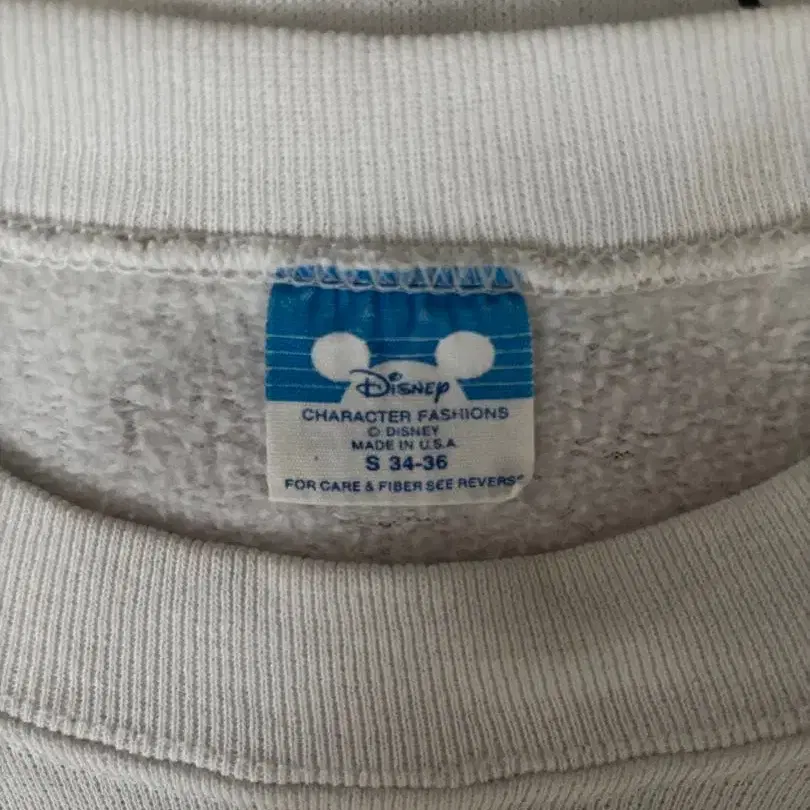 Disney
CHARACTER FASHIONS
© DISNEY
MADE IN U.S.A.
S 34-36
FOR CARE & FIBER SEE REVERSE